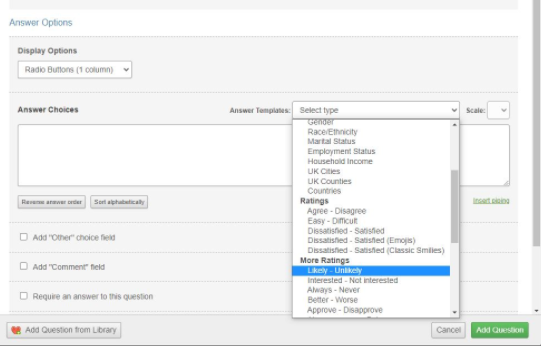 Answer Options
Display Options
Radio Buttons (1 column)
Answer Choices
Answer Templates: Select type
Scale:
Gender
Race/Ethnicity
Marital Status
Employment Status
Household Income
UK Cities
UK Counties
Countries
Ratings
Agree - Disagree
Easy - Difficult
Dissatisfied - Satisfied
Dissatisfied - Satisfied (Emojis)
Dissatisfied - Satisfied (Classic Smilies)
More Ratings
Likely - Unlikely
Interested - Not Interested
Always - Never
Better - Worse
Approve - Disapprove
Reverse answer order
Sort alphabetically
Insert piping
Add "Other" choice field
Add "Comment" field
Require an answer to this question
Add Question from Library
Cancel
Add Question